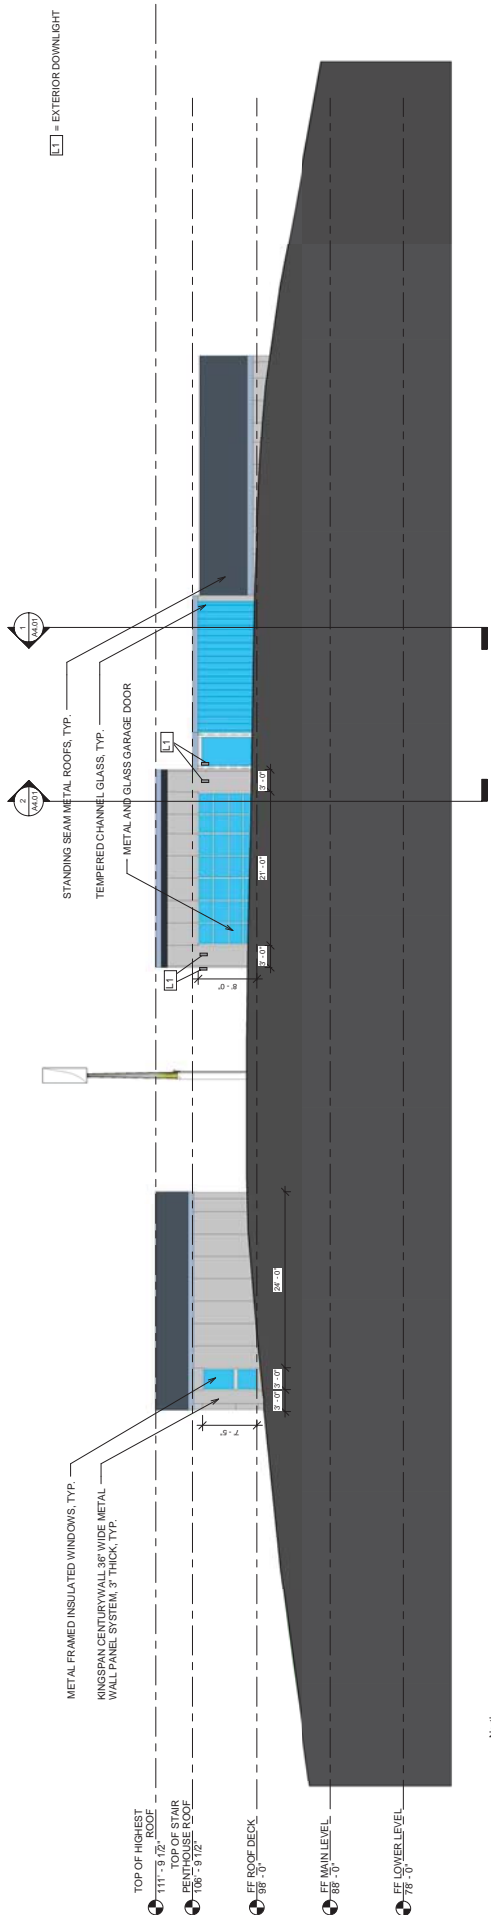 L1 = EXTERIOR DOWNLIGHT
1
A4.01
2
A4.01
STANDING SEAM METAL ROOFS, TYP.
TEMPERED CHANNEL GLASS, TYP.
METAL AND GLASS GARAGE DOOR
L1
L1
3' - 0"
21' - 0"
3' - 0"
8' - 0"
METAL FRAMED INSULATED WINDOWS, TYP.
KINGSPAN CENTURYWALL 36" WIDE METAL
WALL PANEL SYSTEM, 3" THICK, TYP.
24' - 0"
3' - 0"
3' - 0"
7' - 5"
TOP OF HIGHEST
ROOF
111' - 9 1/2"
TOP OF STAIR
PENTHOUSE ROOF
106' - 9 1/2"
FF ROOF DECK
98' - 0"
FF MAIN LEVEL
88' - 0"
FF LOWER LEVEL
78' - 0"